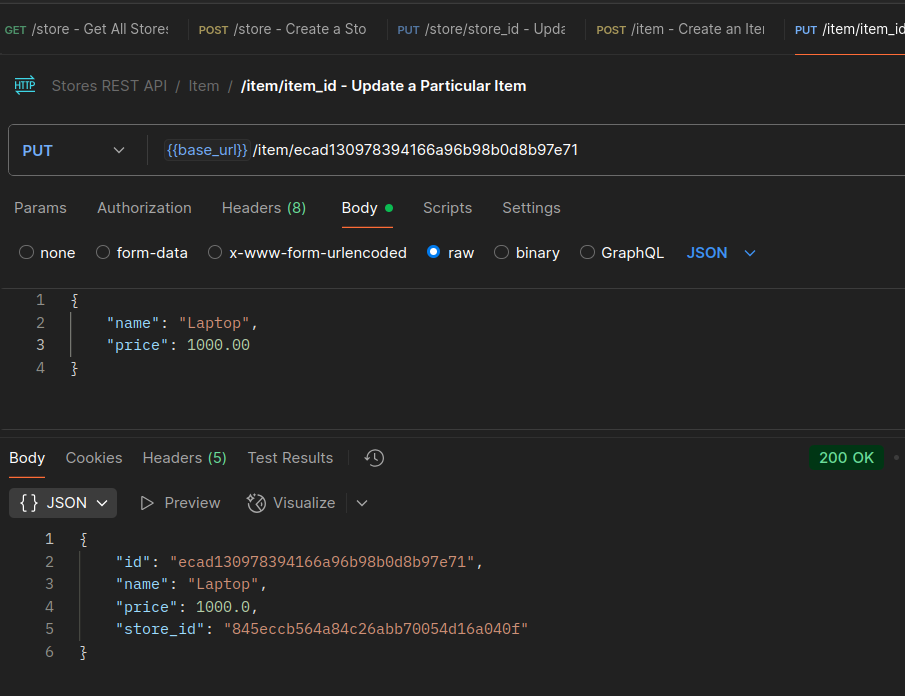 GET /store - Get All Stores POST /store - Create a Sto PUT /store/store_id - Upda POST /item - Create an Iter PUT /item/item_id
HTTP Stores REST API / Item / /item/item_id - Update a Particular Item
PUT {{base_url}} /item/ecad130978394166a96b98b0d8b97e71
Params Authorization Headers (8) Body Scripts Settings
none form-data x-www-form-urlencoded raw binary GraphQL JSON
1 {
2 "name": "Laptop",
3 "price": 1000.00
4 }
Body Cookies Headers (5) Test Results 200 OK
{} JSON Preview Visualize
1 {
2 "id": "ecad130978394166a96b98b0d8b97e71",
3 "name": "Laptop",
4 "price": 1000.0,
5 "store_id": "845eccb564a84c26abb70054d16a040f"
6 }